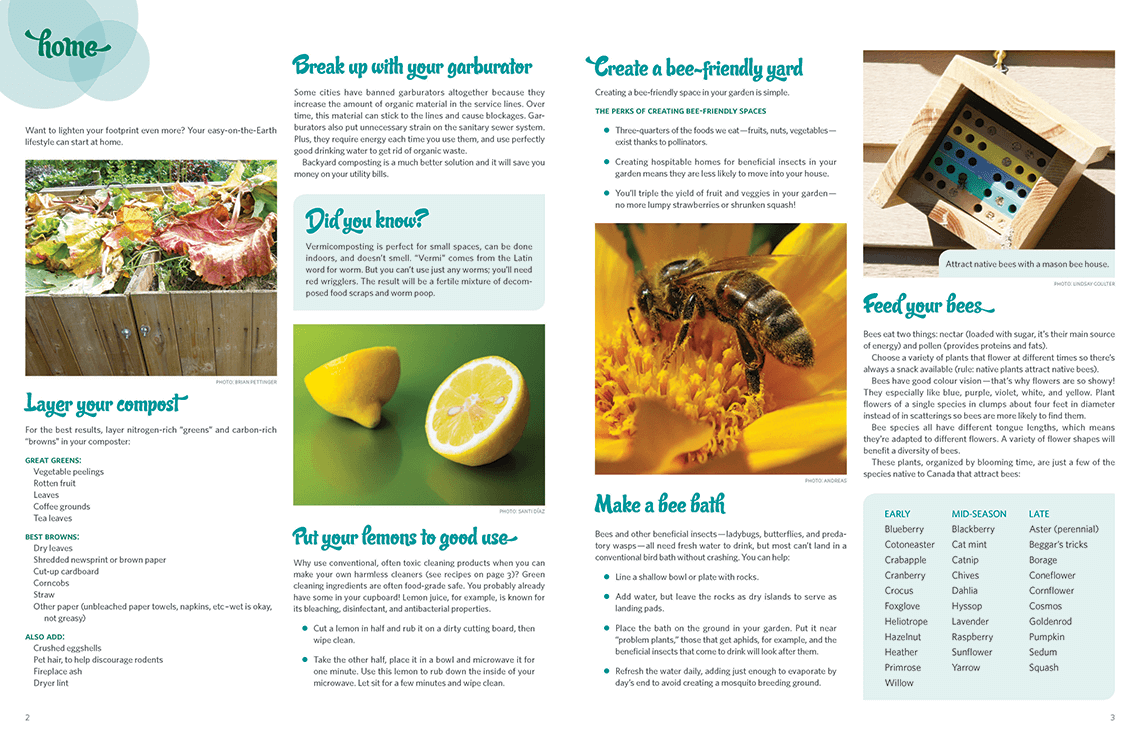 home
Want to lighten your footprint even more? Your easy-on-the-Earth
lifestyle can start at home.
PHOTO: BRIAN PETTINGER
Layer your compost
For the best results, layer nitrogen-rich "greens" and carbon-rich
"browns" in your composter:
GREAT GREENS:
Vegetable peelings
Rotten fruit
Leaves
Coffee grounds
Tea leaves
BEST BROWNS:
Dry leaves
Shredded newsprint or brown paper
Cut-up cardboard
Corncobs
Straw
Other paper (unbleached paper towels, napkins, etc–wet is okay,
not greasy)
ALSO ADD:
Crushed eggshells
Pet hair, to help discourage rodents
Fireplace ash
Dryer lint
2
Break up with your garburator
Some cities have banned garburators altogether because they
increase the amount of organic material in the service lines. Over
time, this material can stick to the lines and cause blockages. Gar-
burators also put unnecessary strain on the sanitary sewer system.
Plus, they require energy each time you use them, and use perfectly
good drinking water to get rid of organic waste.
Backyard composting is a much better solution and it will save you
money on your utility bills.
Did you know?
Vermicomposting is perfect for small spaces, can be done
indoors, and doesn't smell. "Vermi" comes from the Latin
word for worm. But you can't use just any worms; you'll need
red wrigglers. The result will be a fertile mixture of decom-
posed food scraps and worm poop.
PHOTO: SANTI DÍAZ
Put your lemons to good use
Why use conventional, often toxic cleaning products when you can
make your own harmless cleaners (see recipes on page 3)? Green
cleaning ingredients are often food-grade safe. You probably already
have some in your cupboard! Lemon juice, for example, is known for
its bleaching, disinfectant, and antibacterial properties.
• Cut a lemon in half and rub it on a dirty cutting board, then
wipe clean.
• Take the other half, place it in a bowl and microwave it for
one minute. Use this lemon to rub down the inside of your
microwave. Let sit for a few minutes and wipe clean.
Create a bee-friendly yard
Creating a bee-friendly space in your garden is simple.
THE PERKS OF CREATING BEE-FRIENDLY SPACES
• Three-quarters of the foods we eat—fruits, nuts, vegetables—
exist thanks to pollinators.
• Creating hospitable homes for beneficial insects in your
garden means they are less likely to move into your house.
• You'll triple the yield of fruit and veggies in your garden—
no more lumpy strawberries or shrunken squash!
PHOTO: ANDREAS
Make a bee bath
Bees and other beneficial insects—ladybugs, butterflies, and preda-
tory wasps—all need fresh water to drink, but most can't land in a
conventional bird bath without crashing. You can help:
• Line a shallow bowl or plate with rocks.
• Add water, but leave the rocks as dry islands to serve as
landing pads.
• Place the bath on the ground in your garden. Put it near
"problem plants," those that get aphids, for example, and the
beneficial insects that come to drink will look after them.
• Refresh the water daily, adding just enough to evaporate by
day's end to avoid creating a mosquito breeding ground.
Attract native bees with a mason bee house.
PHOTO: LINDSAY COULTER
Feed your bees
Bees eat two things: nectar (loaded with sugar, it's their main source
of energy) and pollen (provides proteins and fats).
Choose a variety of plants that flower at different times so there's
always a snack available (rule: native plants attract native bees).
Bees have good colour vision—that's why flowers are so showy!
They especially like blue, purple, violet, white, and yellow. Plant
flowers of a single species in clumps about four feet in diameter
instead of in scatterings so bees are more likely to find them.
Bee species all have different tongue lengths, which means
they're adapted to different flowers. A variety of flower shapes will
benefit a diversity of bees.
These plants, organized by blooming time, are just a few of the
species native to Canada that attract bees:
EARLY
Blueberry
Cotoneaster
Crabapple
Cranberry
Crocus
Foxglove
Heliotrope
Hazelnut
Heather
Primrose
Willow
MID-SEASON
Blackberry
Cat mint
Catnip
Chives
Dahlia
Hyssop
Lavender
Raspberry
Sunflower
Yarrow
LATE
Aster (perennial)
Beggar's tricks
Borage
Coneflower
Cornflower
Cosmos
Goldenrod
Pumpkin
Sedum
Squash
3